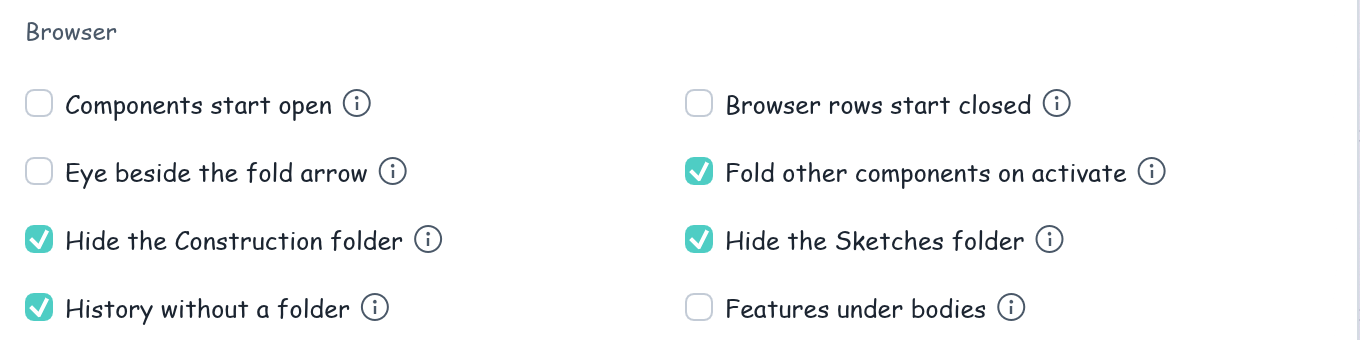 Browser
Components start open
Browser rows start closed
Eye beside the fold arrow
Fold other components on activate
Hide the Construction folder
Hide the Sketches folder
History without a folder
Features under bodies